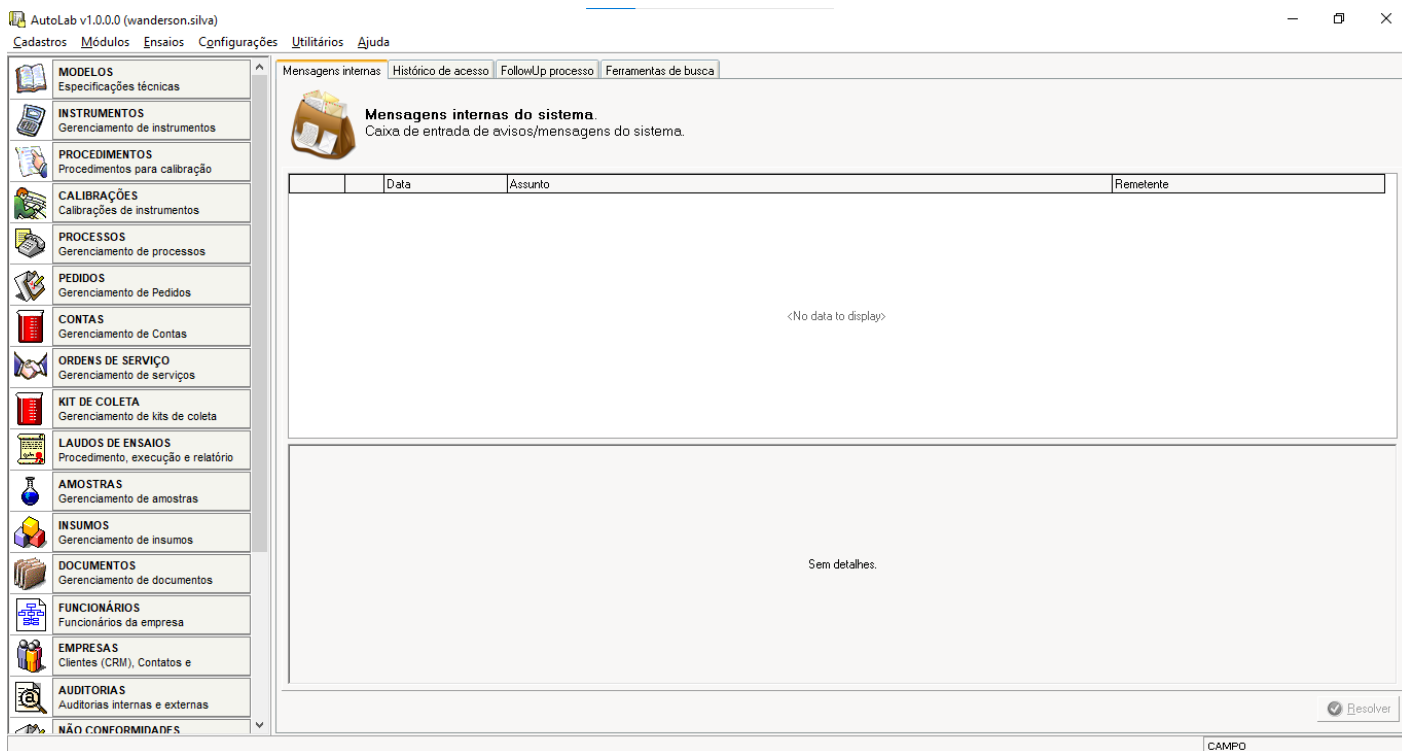 AutoLab v1.0.0.0 (wanderson.silva)
Cadastros Módulos Ensaios Configurações Utilitários Ajuda
MODELOS
Especificações técnicas
INSTRUMENTOS
Gerenciamento de instrumentos
PROCEDIMENTOS
Procedimentos para calibração
CALIBRAÇÕES
Calibrações de instrumentos
PROCESSOS
Gerenciamento de processos
PEDIDOS
Gerenciamento de Pedidos
CONTAS
Gerenciamento de Contas
ORDENS DE SERVIÇO
Gerenciamento de serviços
KIT DE COLETA
Gerenciamento de kits de coleta
LAUDOS DE ENSAIOS
Procedimento, execução e relatório
AMOSTRAS
Gerenciamento de amostras
INSUMOS
Gerenciamento de insumos
DOCUMENTOS
Gerenciamento de documentos
FUNCIONÁRIOS
Funcionários da empresa
EMPRESAS
Clientes (CRM), Contatos e
AUDITORIAS
Auditorias internas e externas
NÃO CONFORMIDADES
Mensagens internas Histórico de acesso FollowUp processo Ferramentas de busca
Mensagens internas do sistema.
Caixa de entrada de avisos/mensagens do sistema.
Data Assunto Remetente
<No data to display>
Sem detalhes.
Resolver
CAMPO